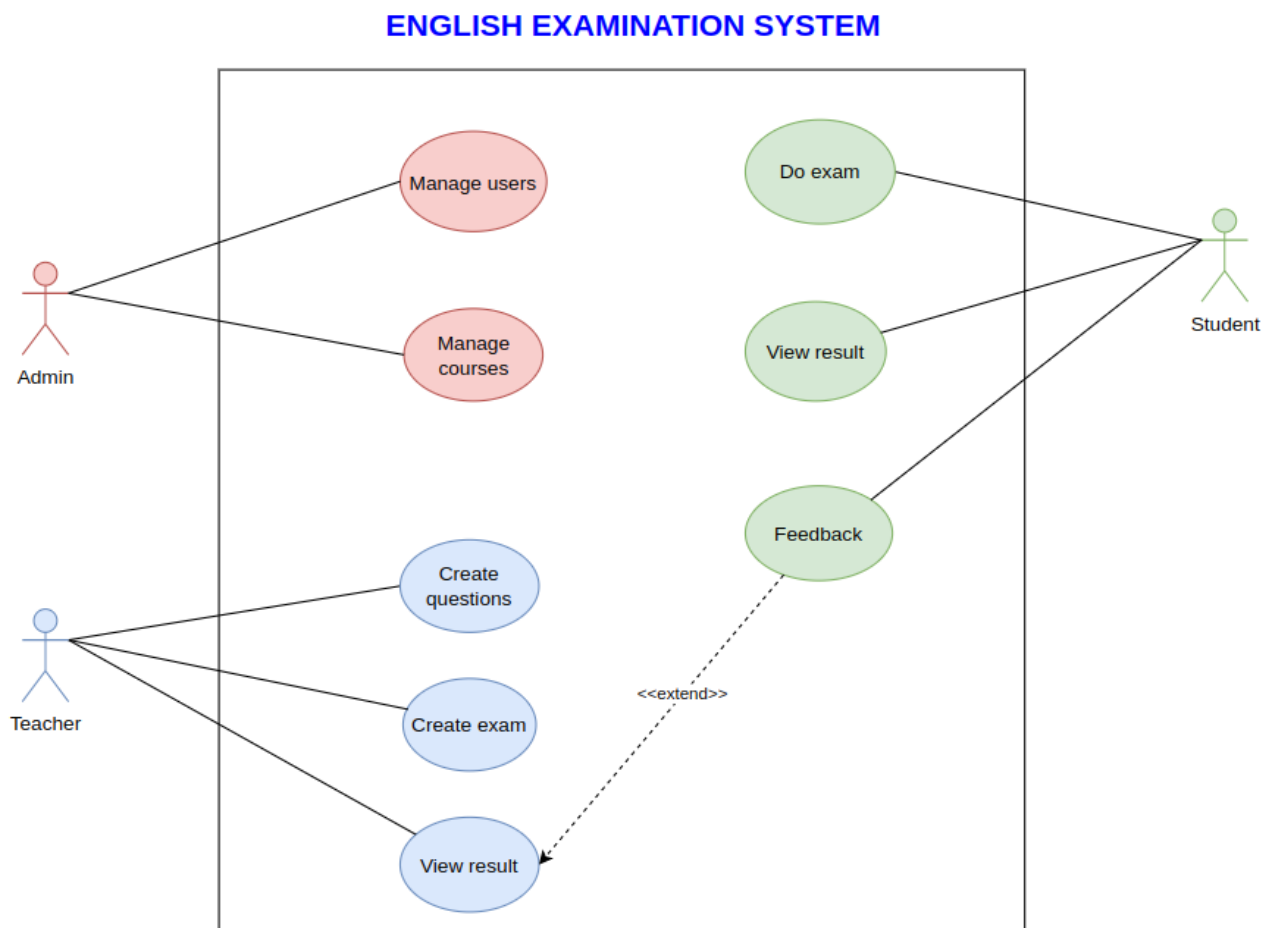 ENGLISH EXAMINATION SYSTEM
Manage users
Do exam
Student
Manage
courses
View result
Admin
Feedback
Create
questions
<<extend>>
Teacher
Create exam
View result